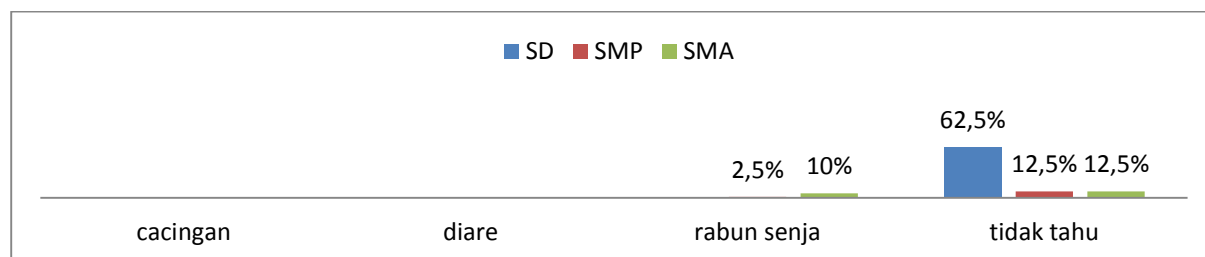 SD SMP SMA
62,5%
2,5% 10% 12,5% 12,5%
cacingan diare rabun senja tidak tahu